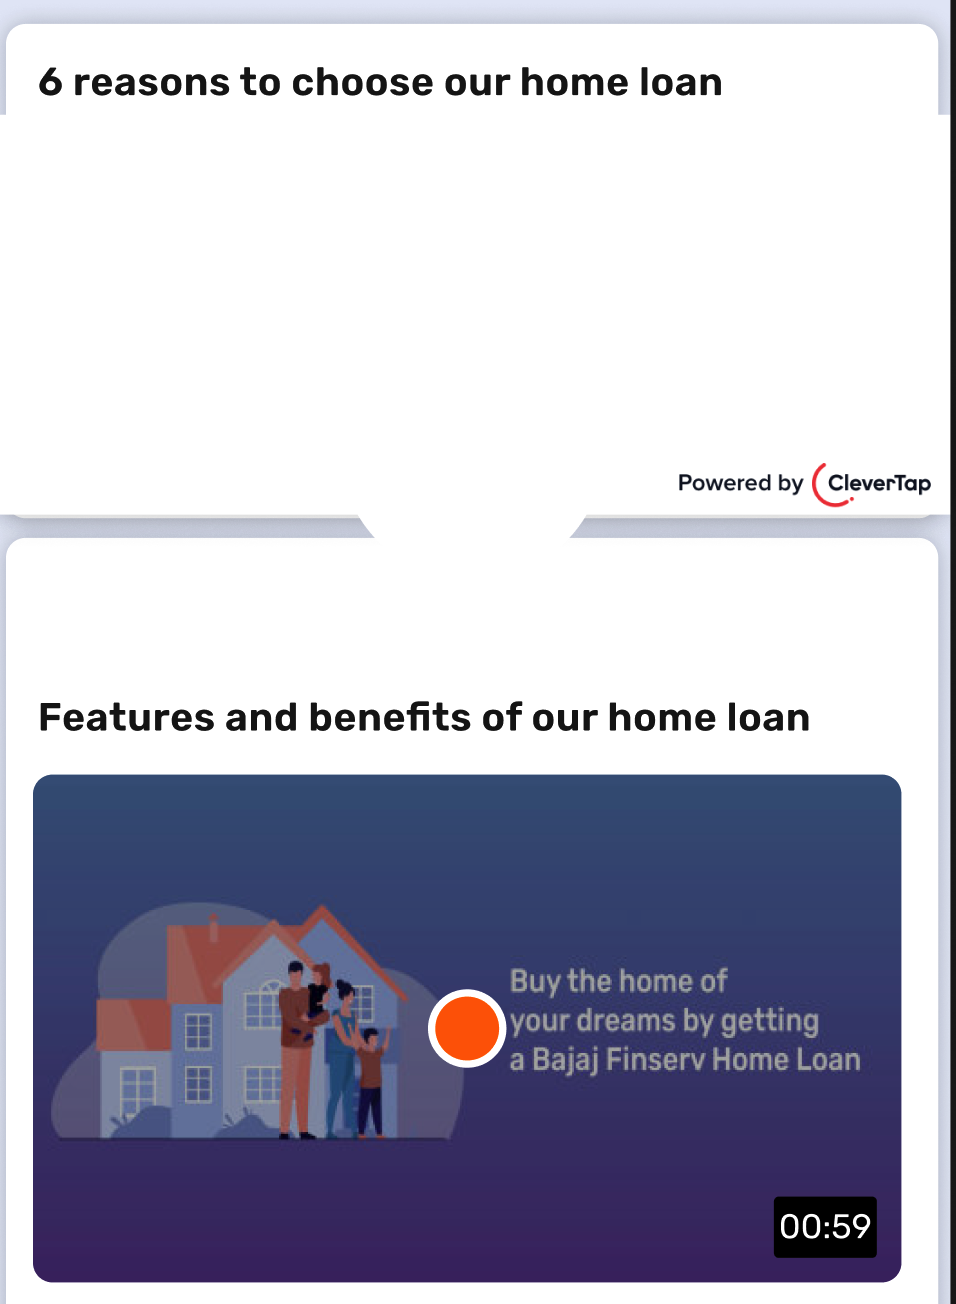 6 reasons to choose our home loan
Powered by CleverTap
Features and benefits of our home loan
Buy the home of
your dreams by getting
a Bajaj Finserv Home Loan
00:59